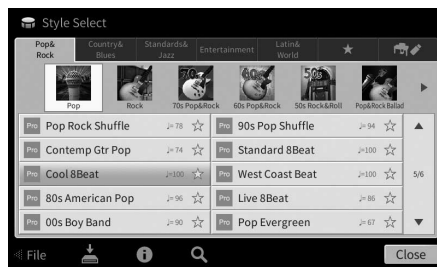 Style Select
Pop& Rock
Country& Blues
Standards& Jazz
Entertainment
Latin& World
Pop
Rock
70s Pop&Rock
60s Pop&Rock
50s Rock&Roll
Pop&Rock Ballad
Pro Pop Rock Shuffle ♩= 78
Pro 90s Pop Shuffle ♩= 94
Pro Contemp Gtr Pop ♩= 74
Pro Standard 8Beat ♩=100
Pro Cool 8Beat ♩=100
Pro West Coast Beat ♩=100
5/6
Pro 80s American Pop ♩= 96
Pro Live 8Beat ♩= 86
Pro 00s Boy Band ♩= 90
Pro Pop Evergreen ♩= 67
File
Close